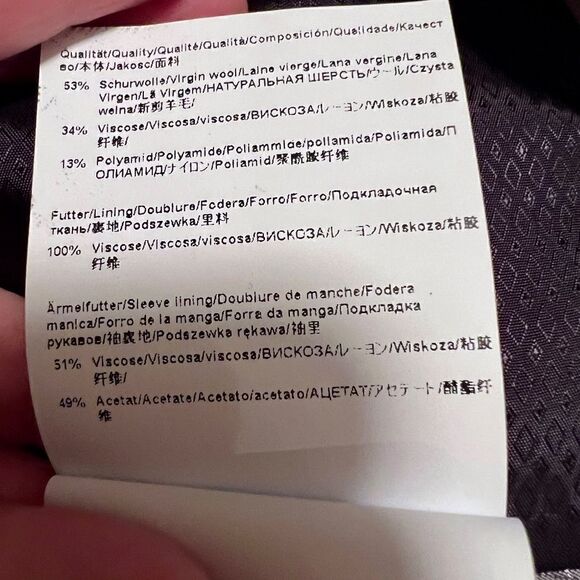 Qualität/Quality/Qualité/Qualità/Composición/Qualidade/Качест
во/本体/Jakość/面料
53% Schurwolle/Virgin wool/Laine vierge/Lana vergine/Lana
Virgen/Lã Virgem/НАТУРАЛЬНАЯ ШЕРСТЬ/ウール/Czysta
wełna/新剪羊毛/
34% Viscose/Viscosa/viscosa/ВИСКОЗА/レーヨン/Wiskoza/粘胶
纤维/
13% Polyamid/Polyamide/Poliammide/poliamida/Poliamida/П
ОЛИАМИД/ナイロン/Poliamid/聚酰胺纤维
Futter/Lining/Doublure/Fodera/Forro/Forro/Подкладочная
ткань/裏地/Podszewka/里料
100% Viscose/Viscosa/viscosa/ВИСКОЗА/レーヨン/Wiskoza/粘胶
纤维
Ärmelfutter/Sleeve lining/Doublure de manche/Fodera
manica/Forro de la manga/Forra da manga/Подкладка
рукавов/袖裏地/Podszewka rękawa/袖里
51% Viscose/Viscosa/viscosa/ВИСКОЗА/レーヨン/Wiskoza/粘胶
纤维/
49% Acetat/Acetate/Acetato/acetato/АЦЕТАТ/アセテート/醋酯纤
维